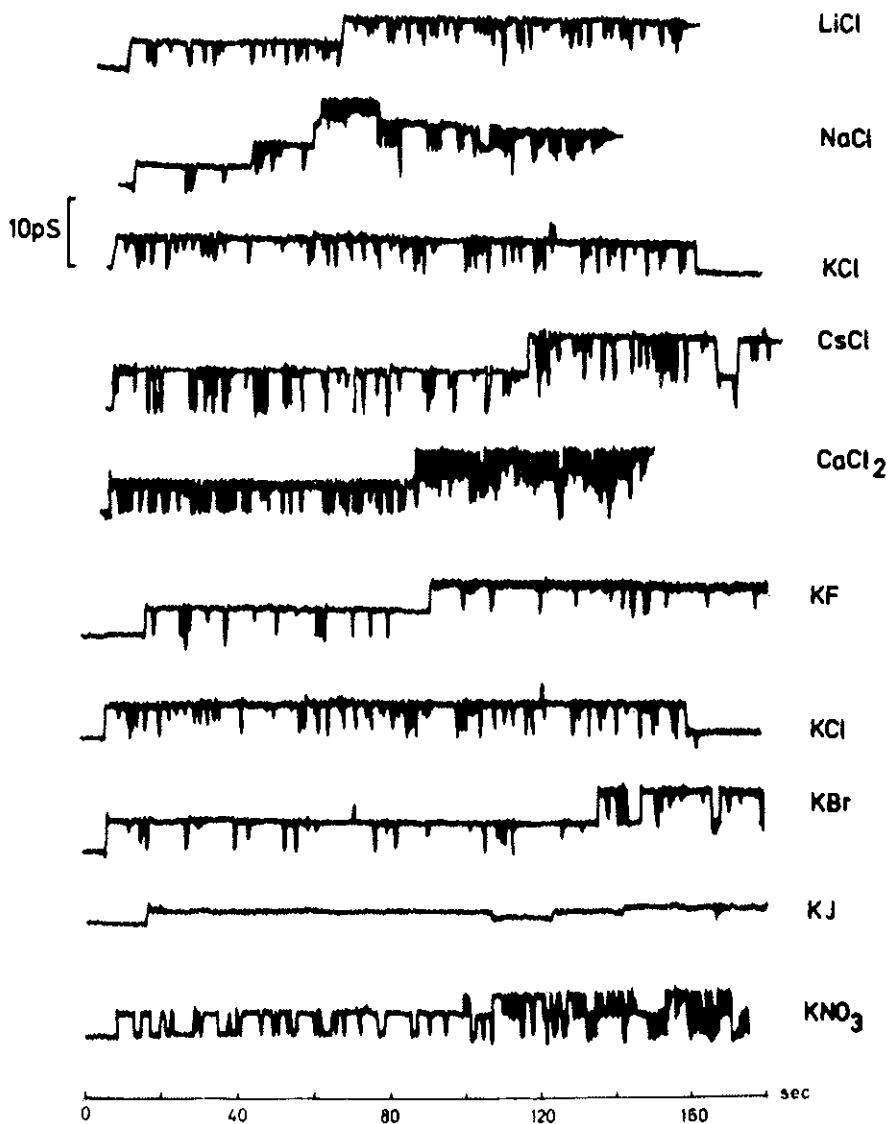 LiCl
NaCl
10pS
KCl
CsCl
CaCl2
KF
KCl
KBr
KJ
KNO3
sec
0 40 80 120 160